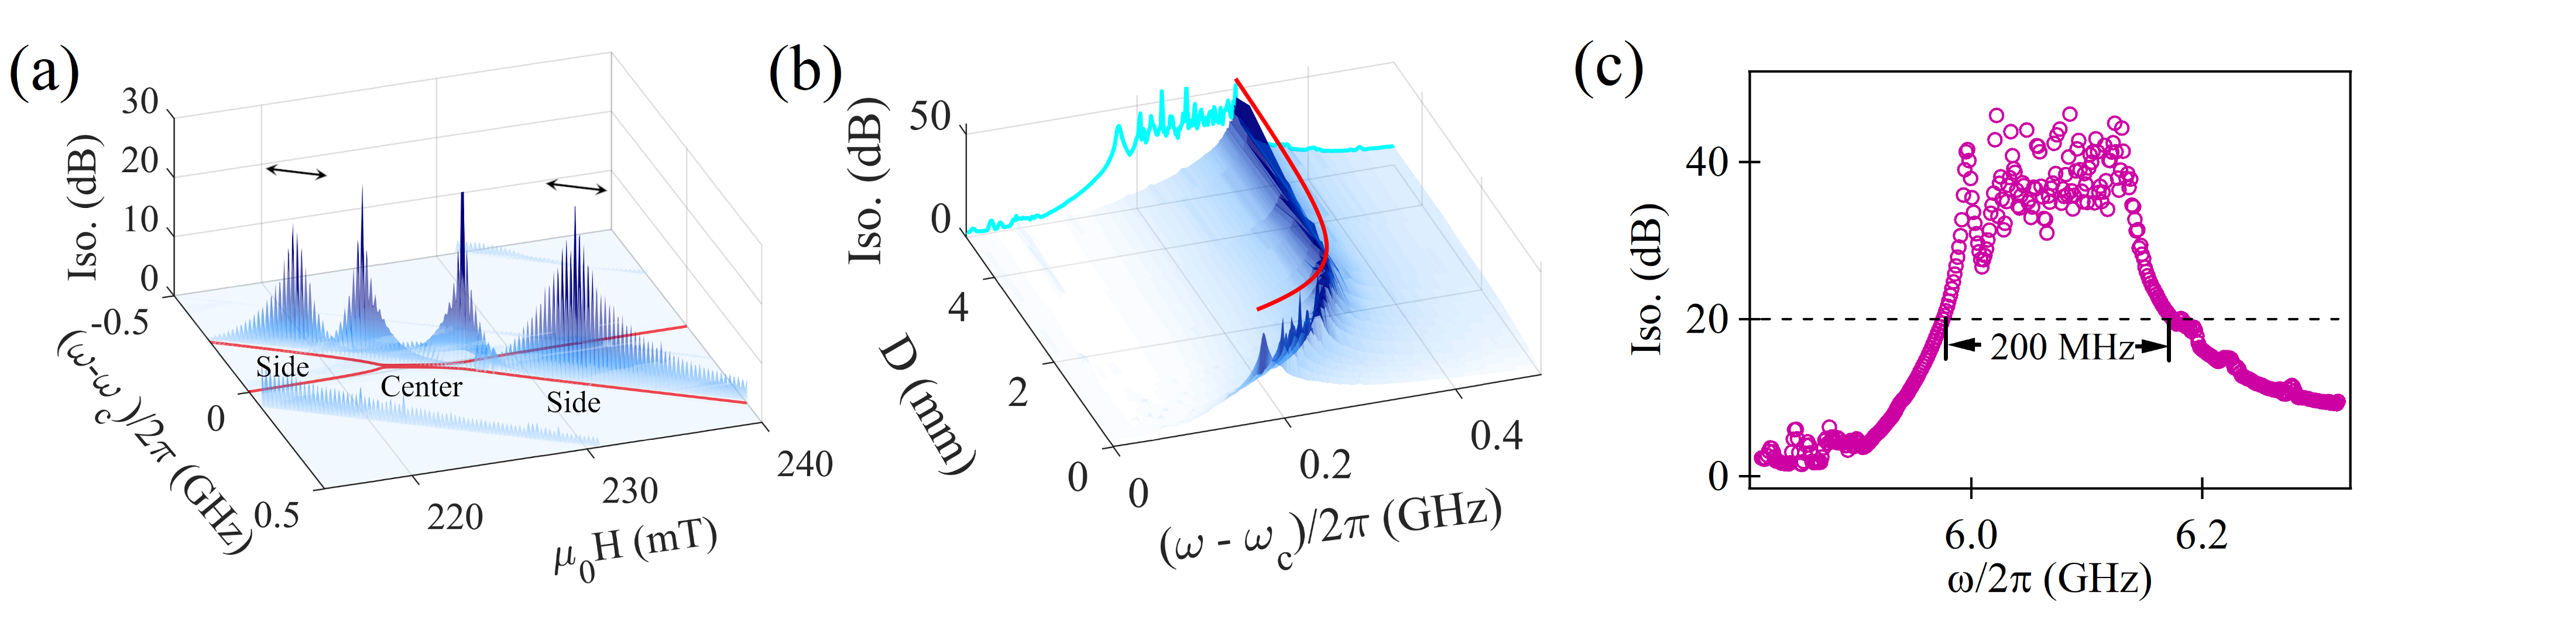 (a)
Iso. (dB)
30
20
10
0
-0.5
0
0.5
(ω-ω_c)/2π (GHz)
Side
Center
Side
220
230
240
μ_0H (mT)
(b)
Iso. (dB)
50
0
4
2
0
D (mm)
0
0.2
0.4
(ω - ω_c)/2π (GHz)
(c)
Iso. (dB)
40
20
0
200 MHz
6.0
6.2
ω/2π (GHz)